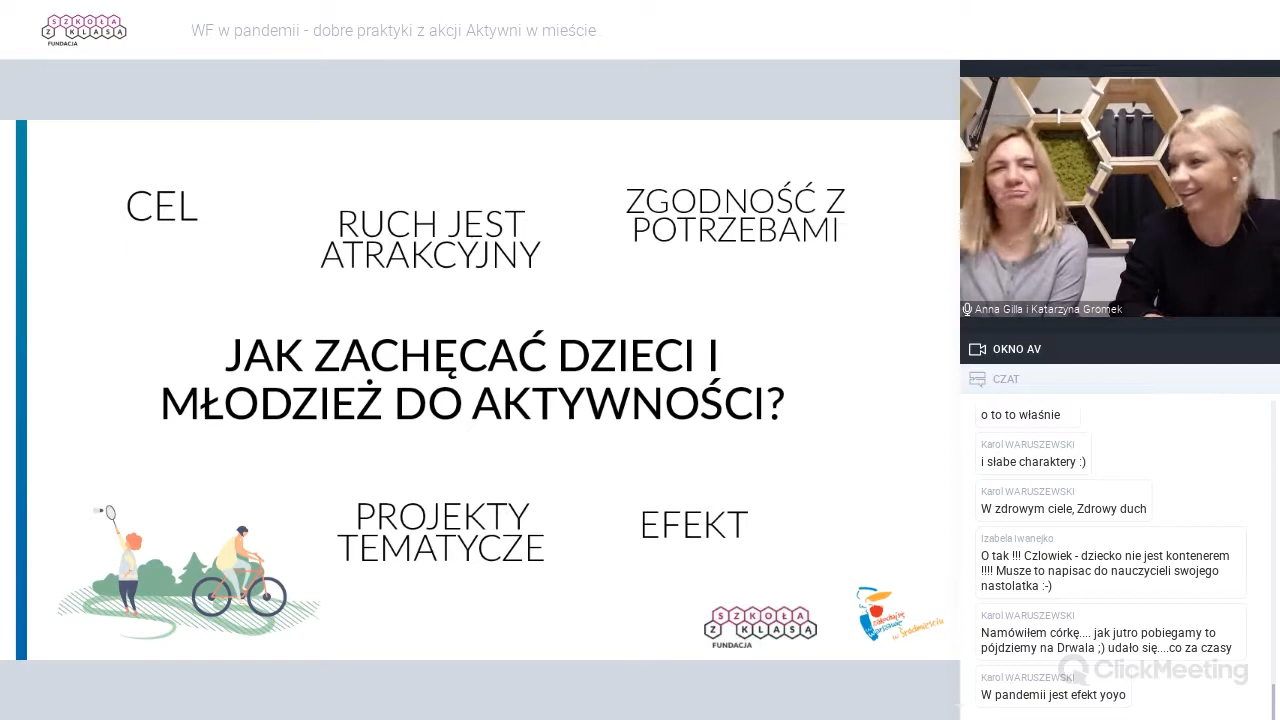 SZKOŁA
Z KLASĄ
FUNDACJA
WF w pandemii - dobre praktyki z akcji Aktywni w mieście
CEL
RUCH JEST
ATRAKCYJNY
ZGODNOŚĆ Z
POTRZEBAMI
JAK ZACHĘCAĆ DZIECI I
MŁODZIEŻ DO AKTYWNOŚCI?
PROJEKTY
TEMATYCZE
EFEKT
SZKOŁA
Z KLASĄ
FUNDACJA
zakochaj się
w Warszawie
w Śródmieściu
Anna Gilla i Katarzyna Gromek
OKNO AV
CZAT
o to to właśnie
Karol WARUSZEWSKI
i słabe charaktery :)
Karol WARUSZEWSKI
W zdrowym ciele, Zdrowy duch
Izabela Iwanejko
O tak !!! Czlowiek - dziecko nie jest kontenerem
!!!! Musze to napisac do nauczycieli swojego
nastolatka :-)
Karol WARUSZEWSKI
Namówiłem córkę.... jak jutro pobiegamy to
pójdziemy na Drwala ;) udało się....co za czasy
Karol WARUSZEWSKI
W pandemii jest efekt yoyo
ClickMeeting